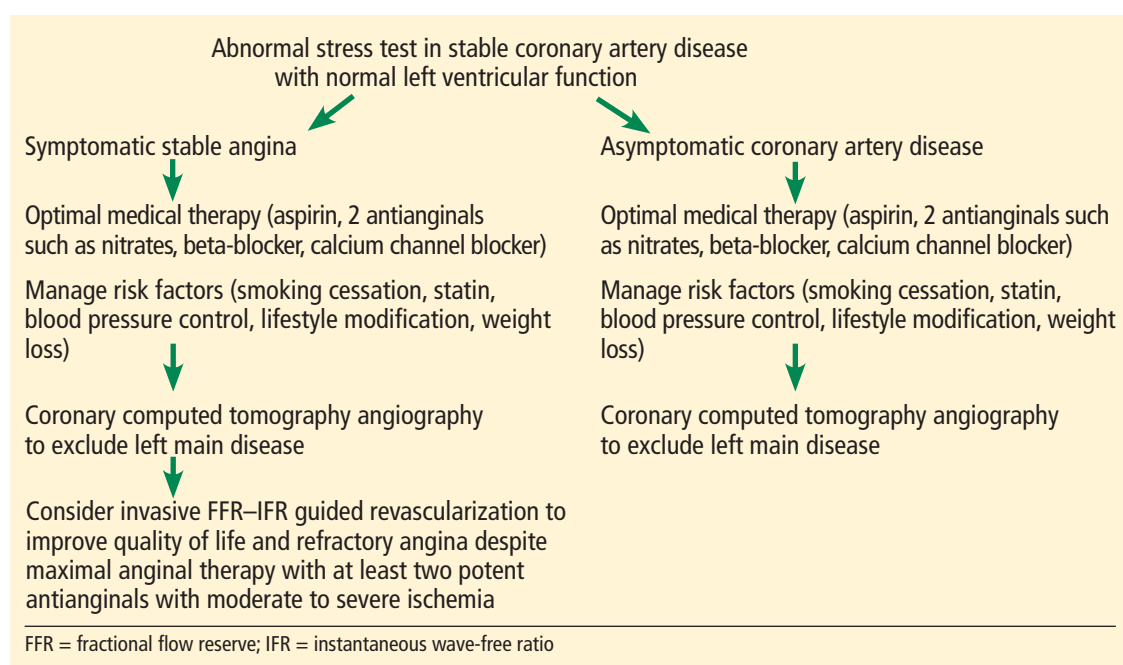 Abnormal stress test in stable coronary artery disease
with normal left ventricular function
Symptomatic stable angina
Optimal medical therapy (aspirin, 2 antianginals
such as nitrates, beta-blocker, calcium channel blocker)
Manage risk factors (smoking cessation, statin,
blood pressure control, lifestyle modification, weight
loss)
Coronary computed tomography angiography
to exclude left main disease
Consider invasive FFR–IFR guided revascularization to
improve quality of life and refractory angina despite
maximal anginal therapy with at least two potent
antianginals with moderate to severe ischemia
Asymptomatic coronary artery disease
Optimal medical therapy (aspirin, 2 antianginals such
as nitrates, beta-blocker, calcium channel blocker)
Manage risk factors (smoking cessation, statin,
blood pressure control, lifestyle modification, weight
loss)
Coronary computed tomography angiography
to exclude left main disease
FFR = fractional flow reserve; IFR = instantaneous wave-free ratio